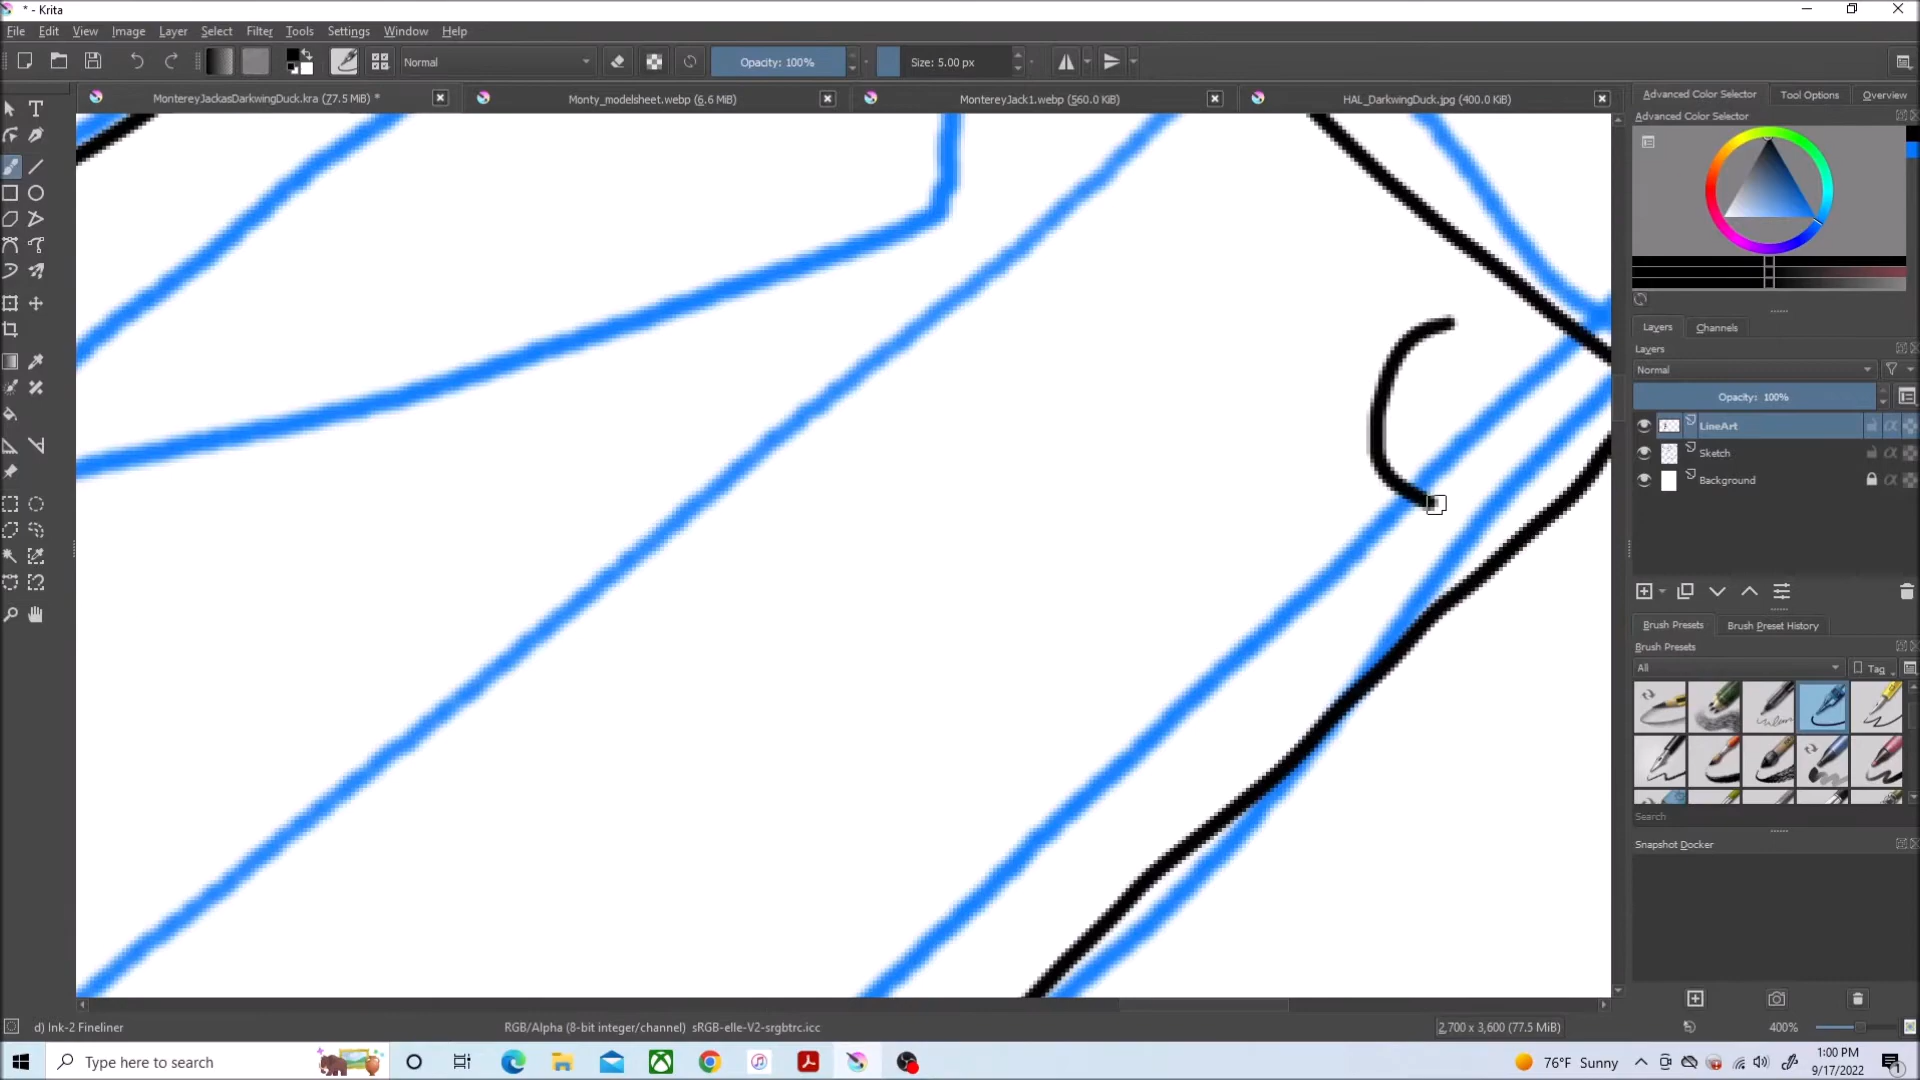 * - Krita
File Edit View Image Layer Select Filter Tools Settings Window Help
Normal Opacity: 100% Size: 5.00 px
MontereyJackasDarkwingDuck.kra (77.5 MiB) * Monty_modelsheet.webp (6.6 MiB) MontereyJack1.webp (560.0 KiB) HAL_DarkwingDuck.jpg (400.0 KiB)
Advanced Color Selector Tool Options Overview
Advanced Color Selector
Layers Channels
Layers
Normal
Opacity: 100%
LineArt
Sketch
Background
Brush Presets Brush Preset History
Brush Presets
All Tag
Search
Snapshot Docker
d) Ink-2 Fineliner RGB/Alpha (8-bit integer/channel) sRGB-elle-V2-srgbtrc.icc 2,700 x 3,600 (77.5 MiB) 400%
Type here to search 76°F Sunny 1:00 PM
9/17/2022 1